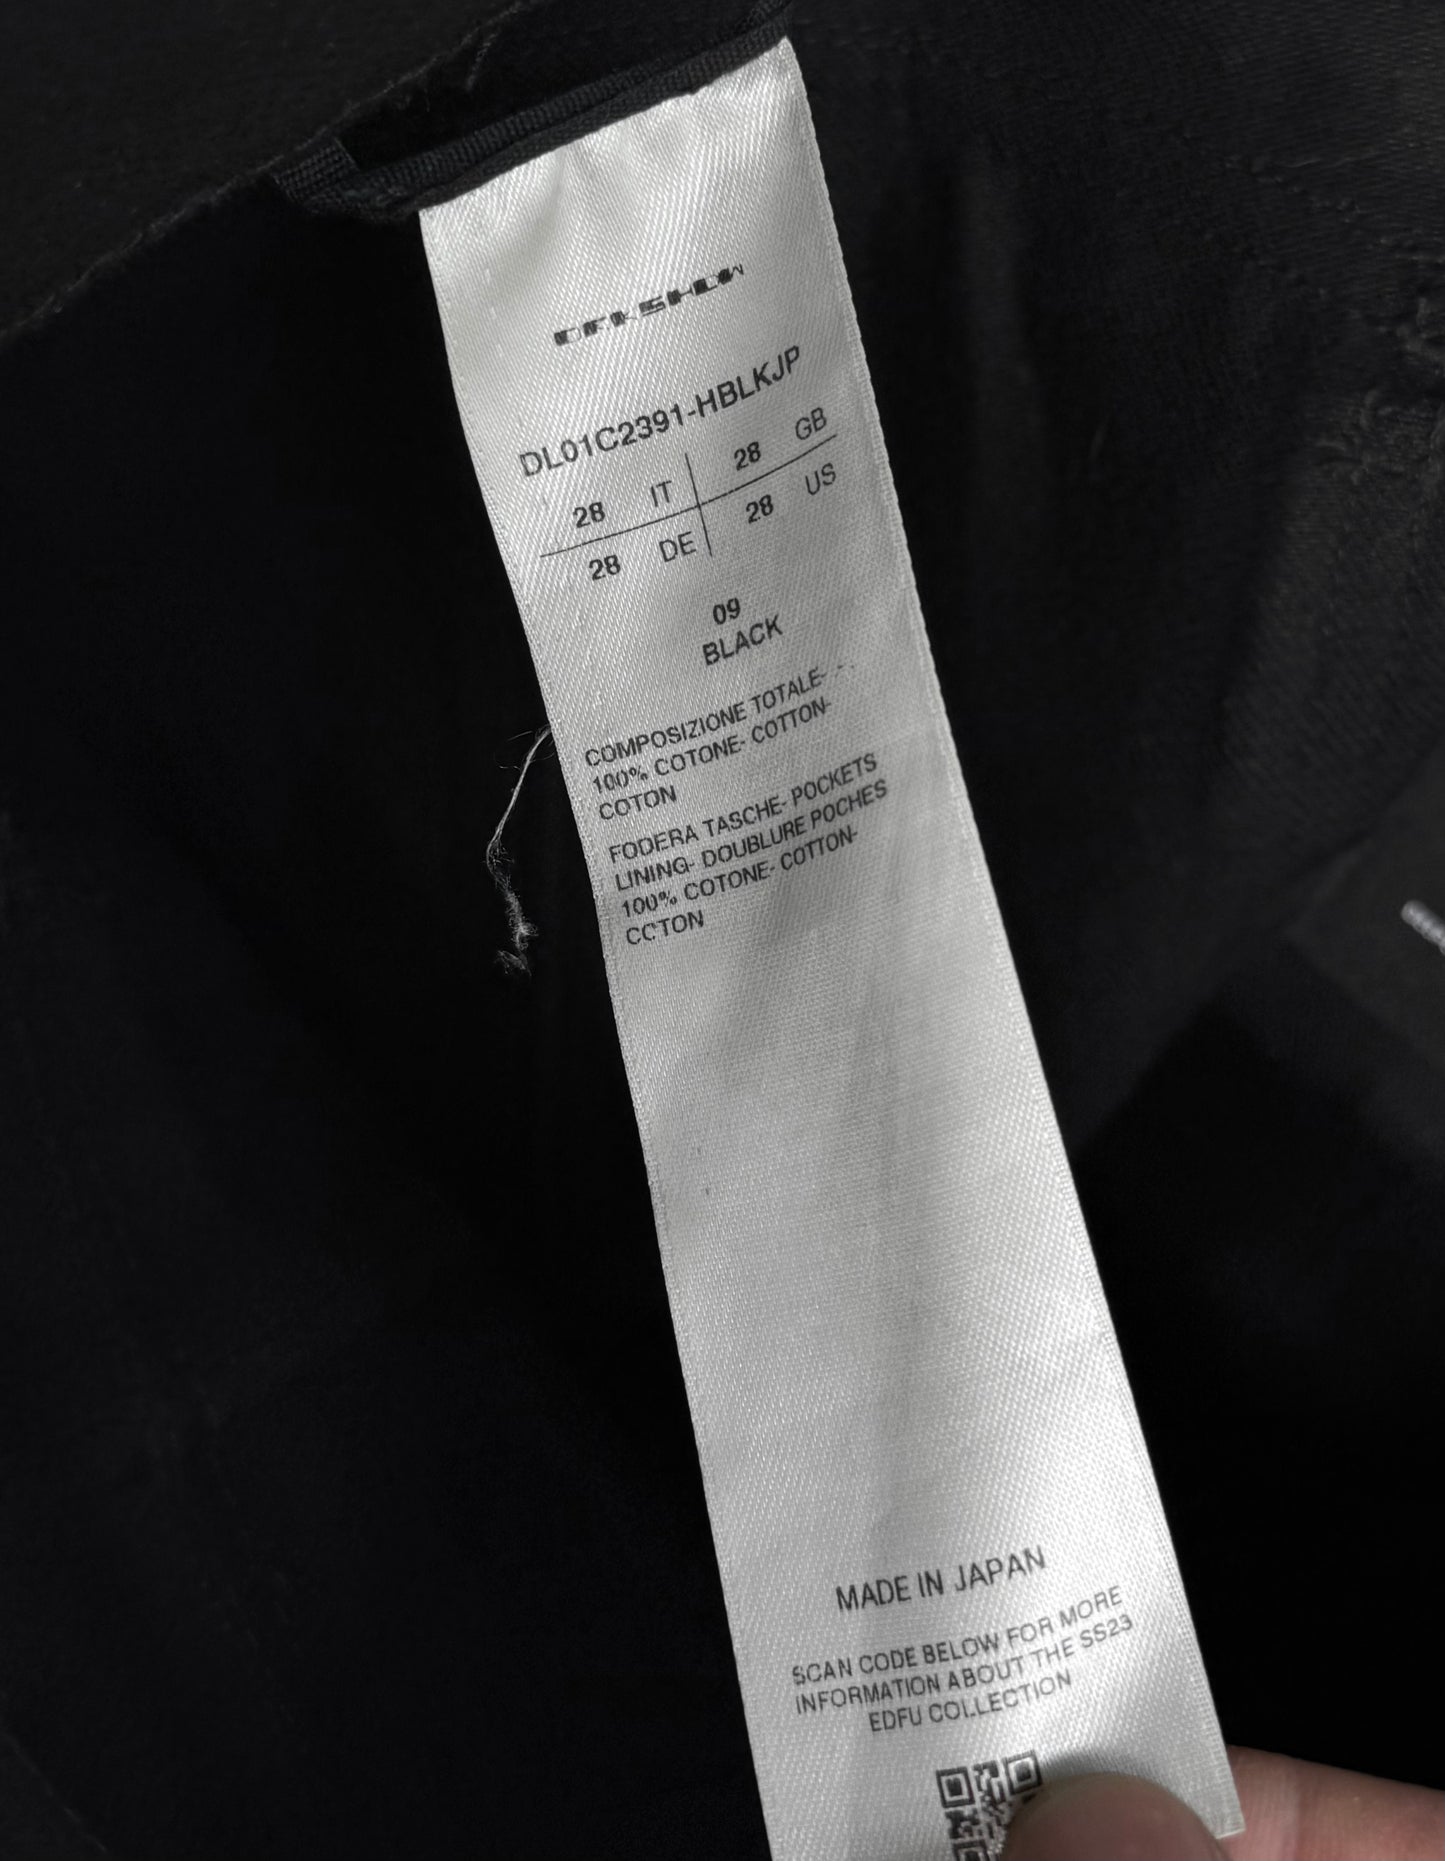 DRKSHDW
DL01C2391-HBLKJP
28 IT 28 GB
28 DE 28 US
09
BLACK
COMPOSIZIONE TOTALE-
100% COTONE- COTTON-
COTON
FODERA TASCHE- POCKETS
LINING- DOUBLURE POCHES
100% COTONE- COTTON-
COTON
MADE IN JAPAN
SCAN CODE BELOW FOR MORE
INFORMATION ABOUT THE SS23
EDFU COLLECTION